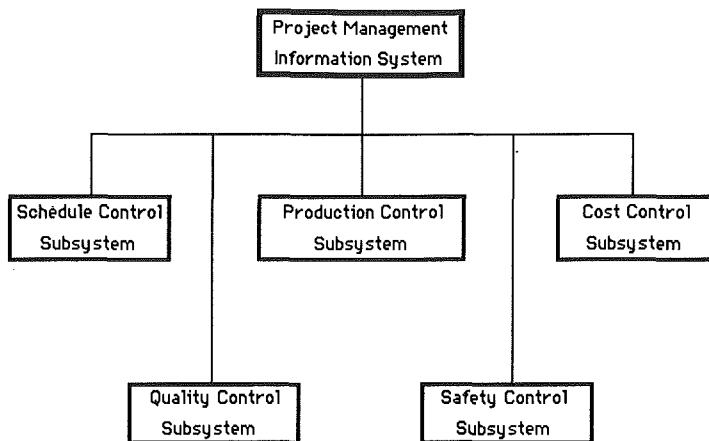 Project Management
Information System
Schedule Control
Subsystem
Production Control
Subsystem
Cost Control
Subsystem
Quality Control
Subsystem
Safety Control
Subsystem